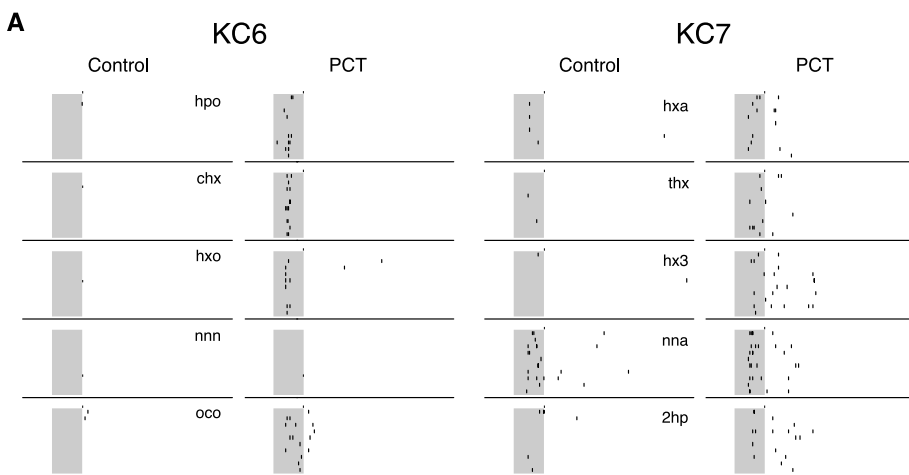 A
KC6 KC7
Control PCT Control PCT
hpo hxa
chx thx
hxo hx3
nnn nna
oco 2hp